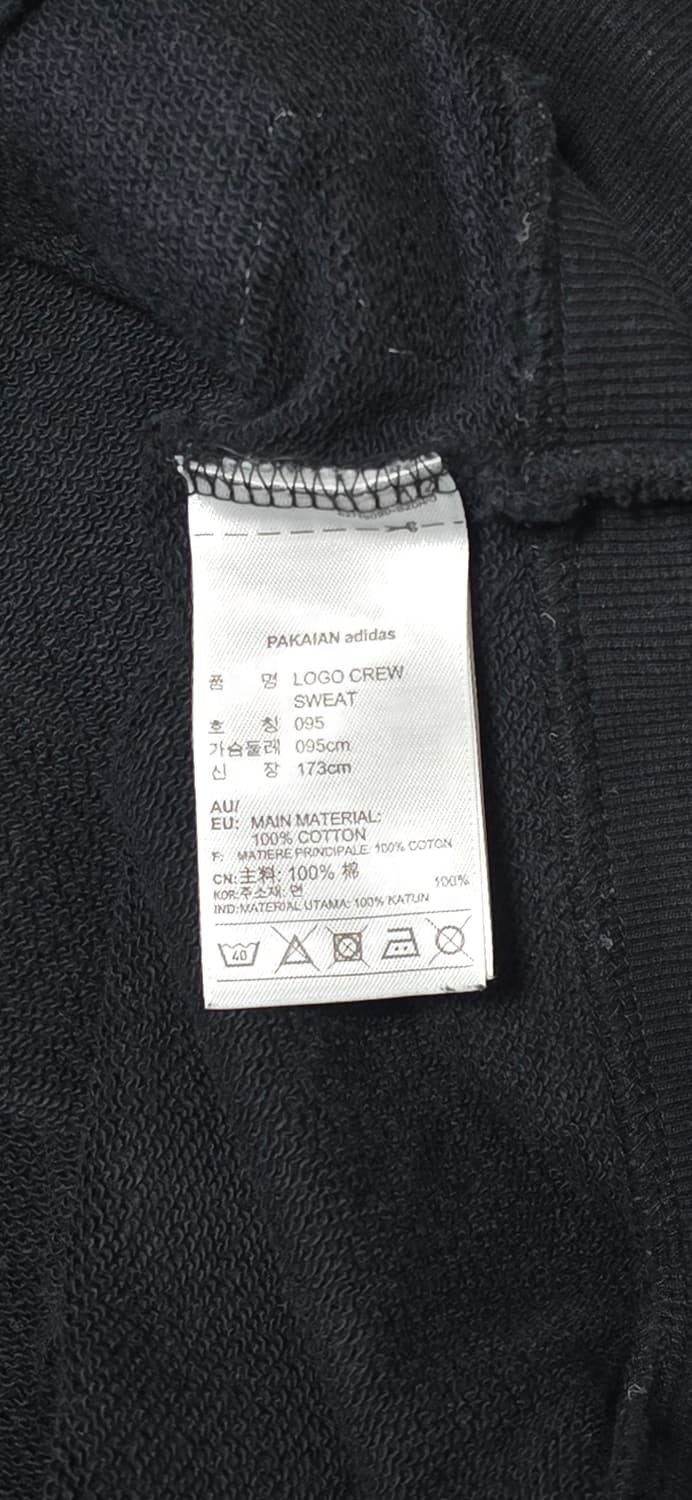 PAKAIAN adidas
품 명 LOGO CREW
SWEAT
호 칭 095
가슴둘레 095cm
신 장 173cm
AU/
EU: MAIN MATERIAL:
100% COTTON
F: MATIERE PRINCIPALE: 100% COTON
CN:主料: 100% 棉
KOR:주소재: 면 100%
IND:MATERIAL UTAMA: 100% KATUN
40